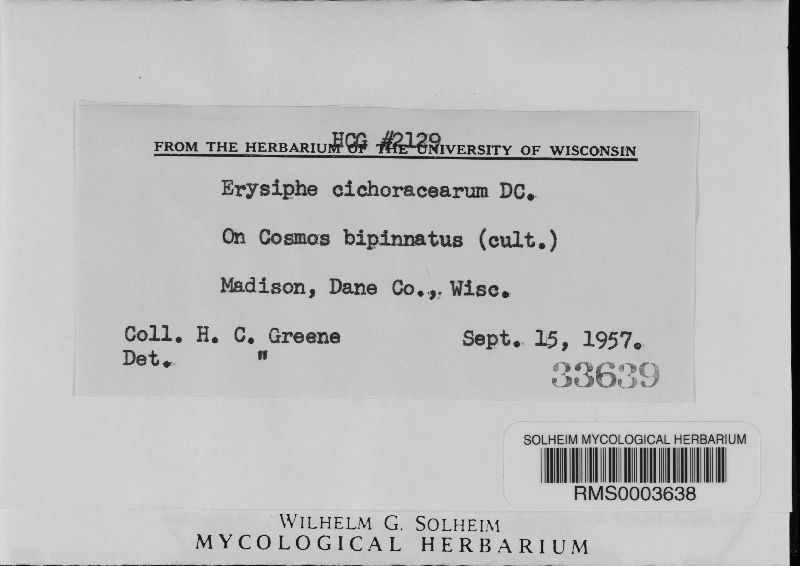 HCG #2129
FROM THE HERBARIUM OF THE UNIVERSITY OF WISCONSIN
Erysiphe cichoracearum DC.
On Cosmos bipinnatus (cult.)
Madison, Dane Co., Wisc.
Coll. H. C. Greene Sept. 15, 1957.
Det. "
33639
SOLHEIM MYCOLOGICAL HERBARIUM
RMS0003638
WILHELM G. SOLHEIM
MYCOLOGICAL HERBARIUM